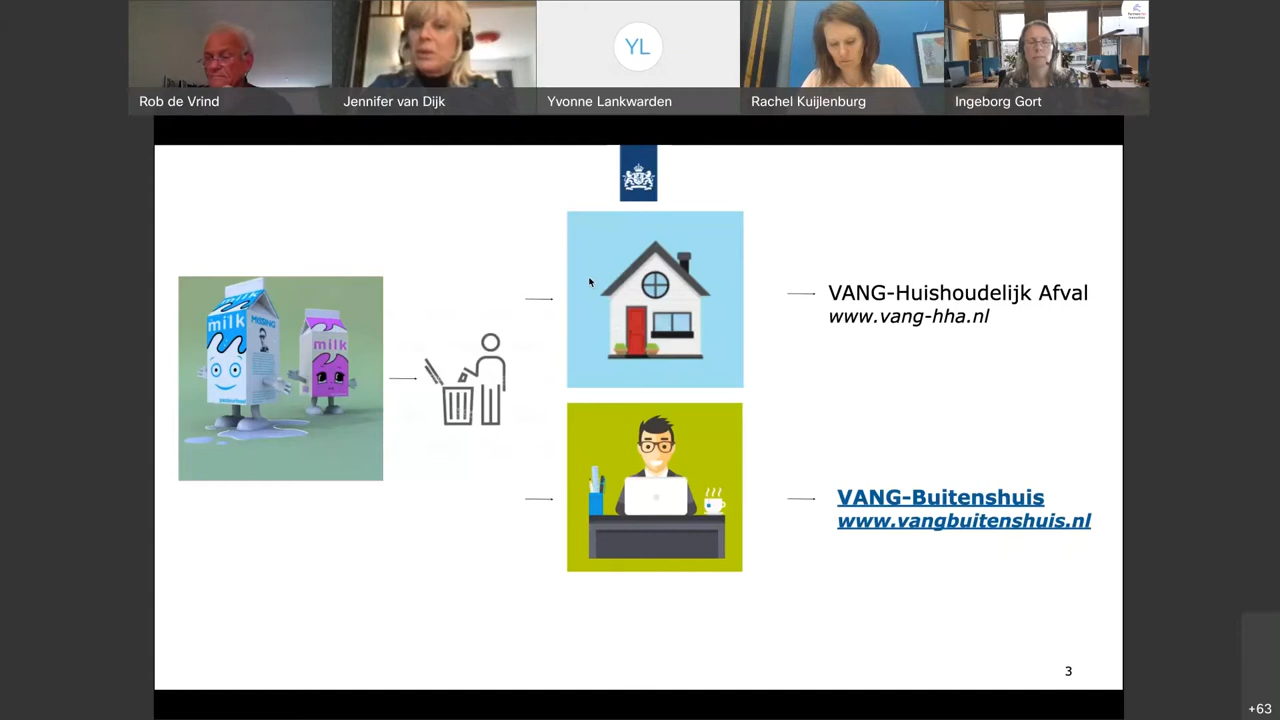 Rob de Vrind
Jennifer van Dijk
YL
Yvonne Lankwarden
Rachel Kuijlenburg
Ingeborg Gort
milk
MISSING
milk
VANG-Huishoudelijk Afval
www.vang-hha.nl
VANG-Buitenshuis
www.vangbuitenshuis.nl
3
+63